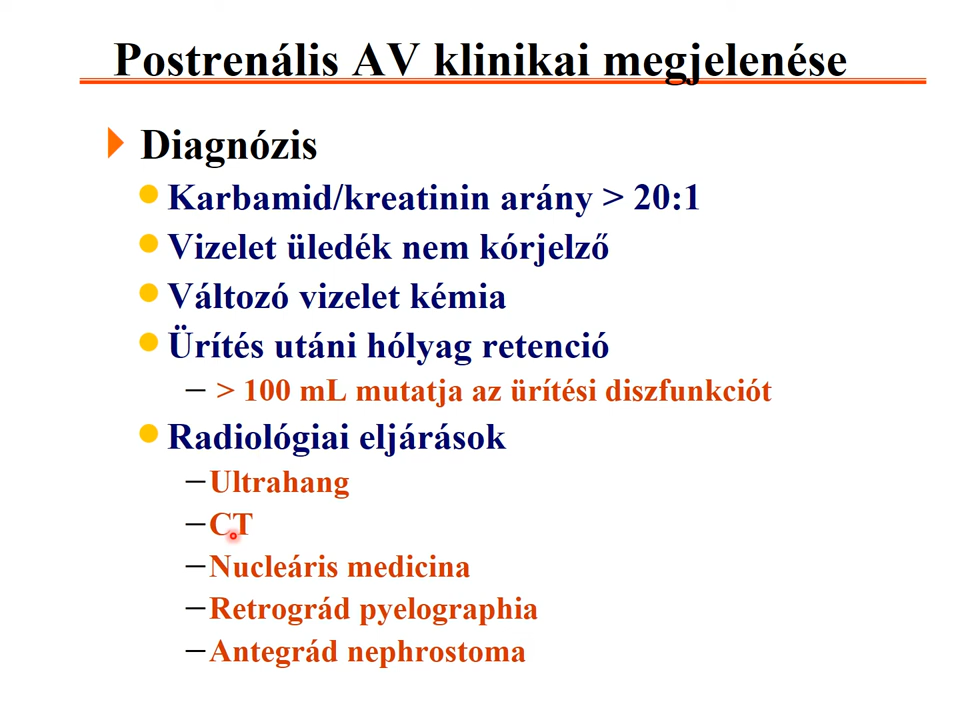 Postrenális AV klinikai megjelenése
Diagnózis
Karbamid/kreatinin arány > 20:1
Vizelet üledék nem kórjelző
Változó vizelet kémia
Ürítés utáni hólyag retenció
– > 100 mL mutatja az ürítési diszfunkciót
Radiológiai eljárások
–Ultrahang
–CT
–Nucleáris medicina
–Retrográd pyelographia
–Antegrád nephrostoma